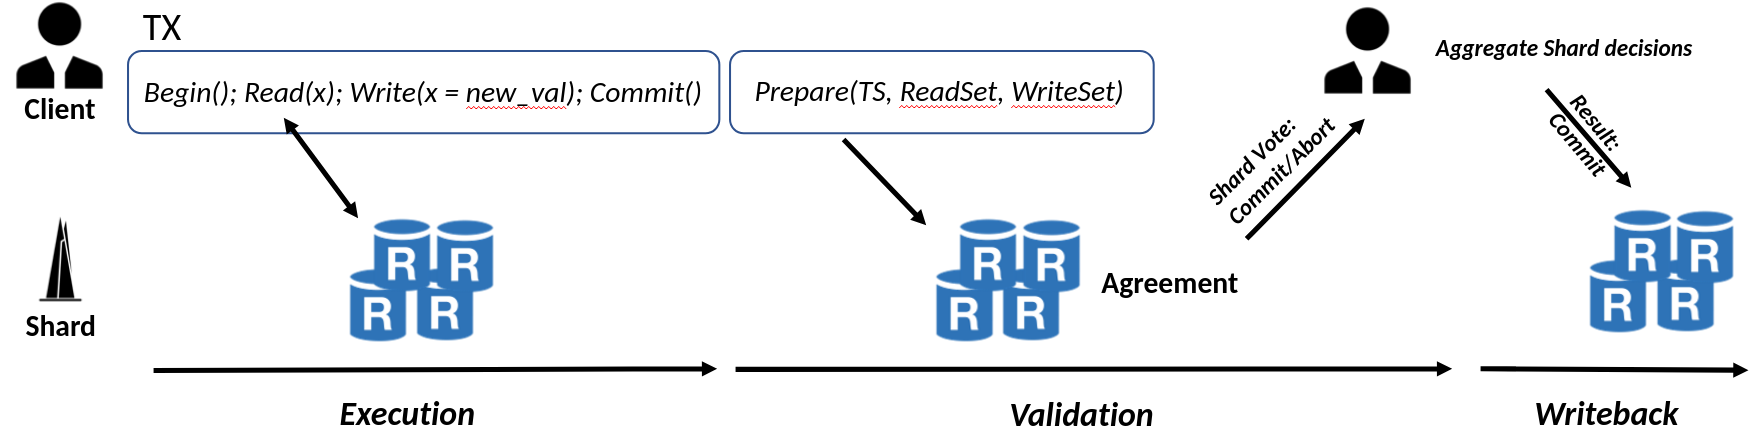 TX
Begin(); Read(x); Write(x = new_val); Commit()
Prepare(TS, ReadSet, WriteSet)
Aggregate Shard decisions
Client
Shard Vote:
Commit/Abort
Result:
Commit
R R
R R
R R
R R
R R
R R
Agreement
Shard
Execution
Validation
Writeback